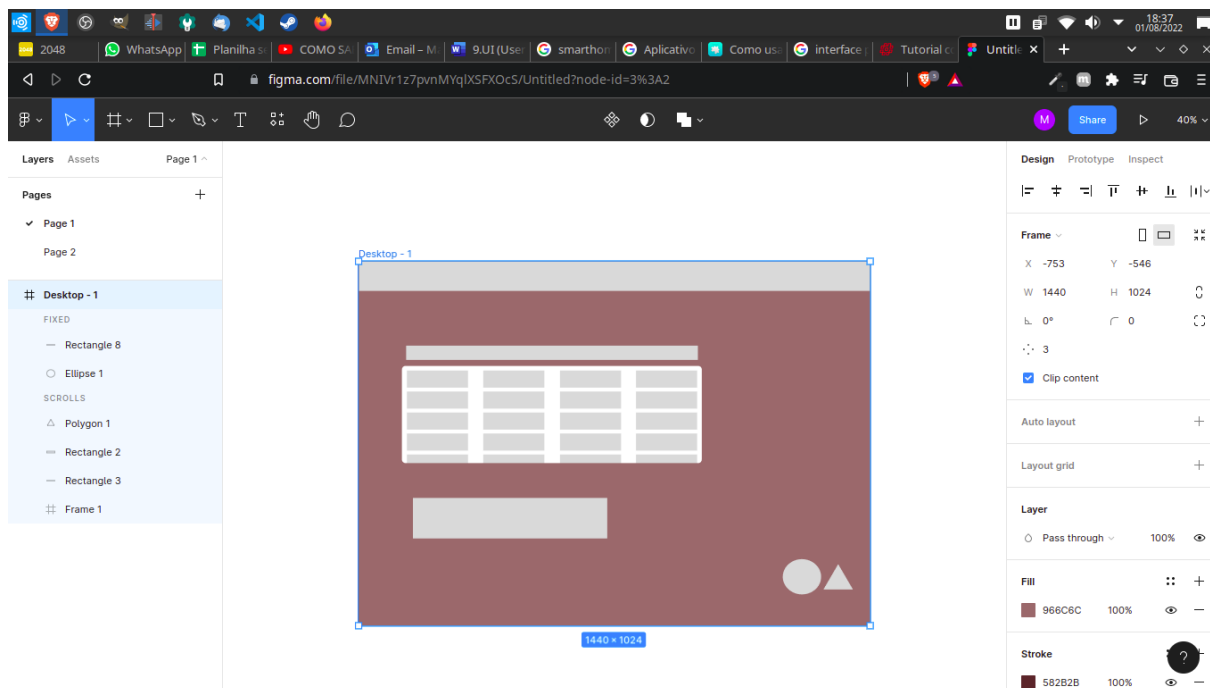 18:37
01/08/2022
2048
WhatsApp
Planilha s
COMO SA
Email – M
9.UI (User
smarthon
Aplicativo
Como usa
interface
Tutorial c
Untitle
figma.com/file/MNIVr1z7pvnMYqlXSFXOcS/Untitled?node-id=3%3A2
M
Share
40%
Layers Assets Page 1
Design Prototype Inspect
Pages
Page 1
Page 2
Desktop - 1
FIXED
Rectangle 8
Ellipse 1
SCROLLS
Polygon 1
Rectangle 2
Rectangle 3
Frame 1
Desktop - 1
1440 × 1024
Frame
X -753 Y -546
W 1440 H 1024
0° 0
3
Clip content
Auto layout
Layout grid
Layer
Pass through 100%
Fill
966C6C 100%
Stroke
582B2B 100%
?